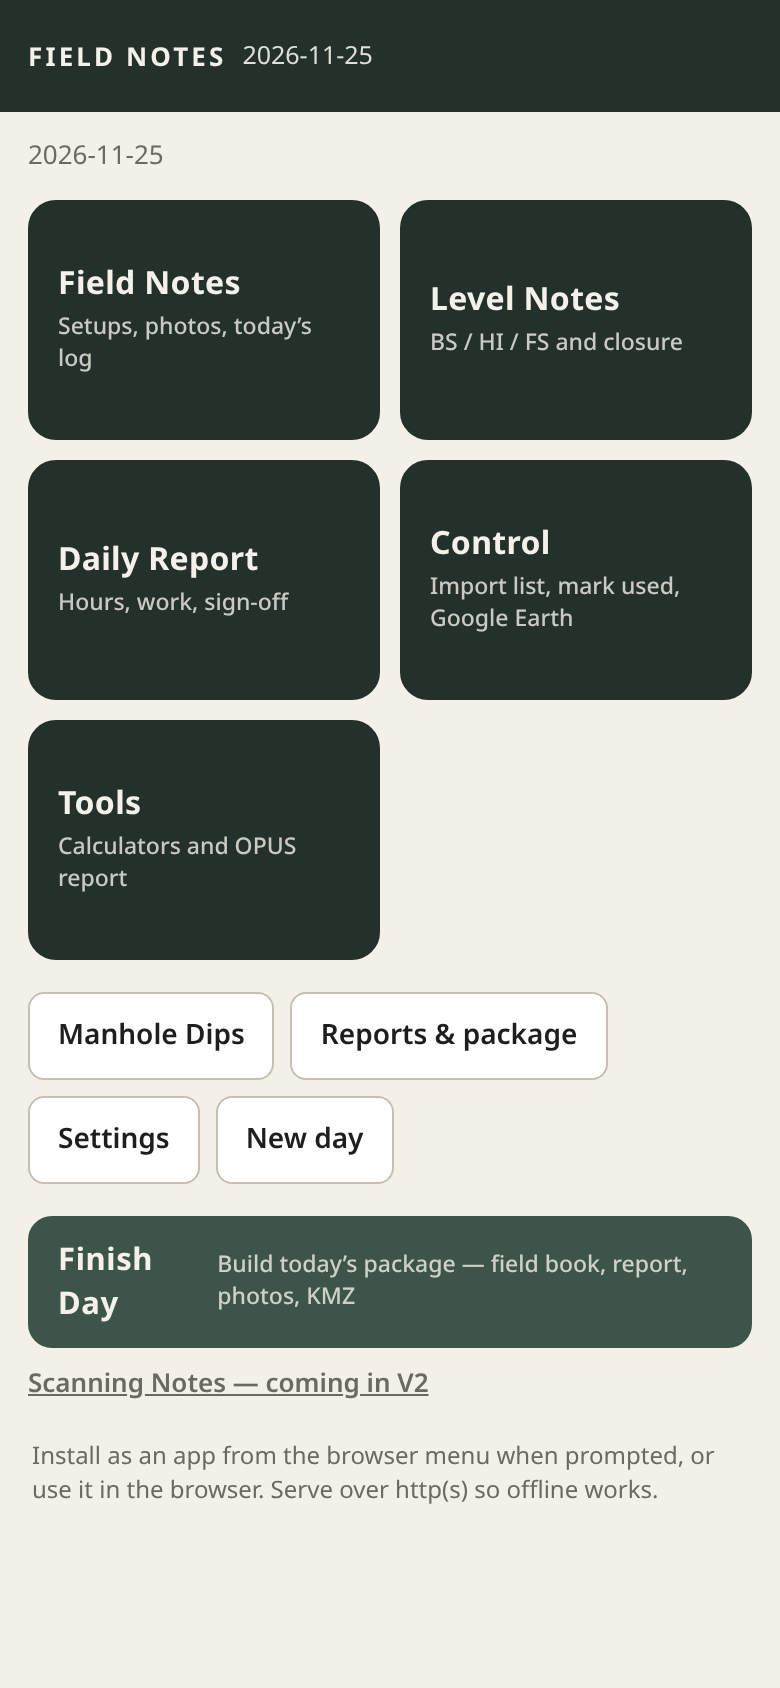 FIELD NOTES 2026-11-25
2026-11-25
Field Notes
Setups, photos, today’s
log
Level Notes
BS / HI / FS and closure
Daily Report
Hours, work, sign-off
Control
Import list, mark used,
Google Earth
Tools
Calculators and OPUS
report
Manhole Dips
Reports & package
Settings
New day
Finish
Day
Build today’s package — field book, report,
photos, KMZ
Scanning Notes — coming in V2
Install as an app from the browser menu when prompted, or
use it in the browser. Serve over http(s) so offline works.